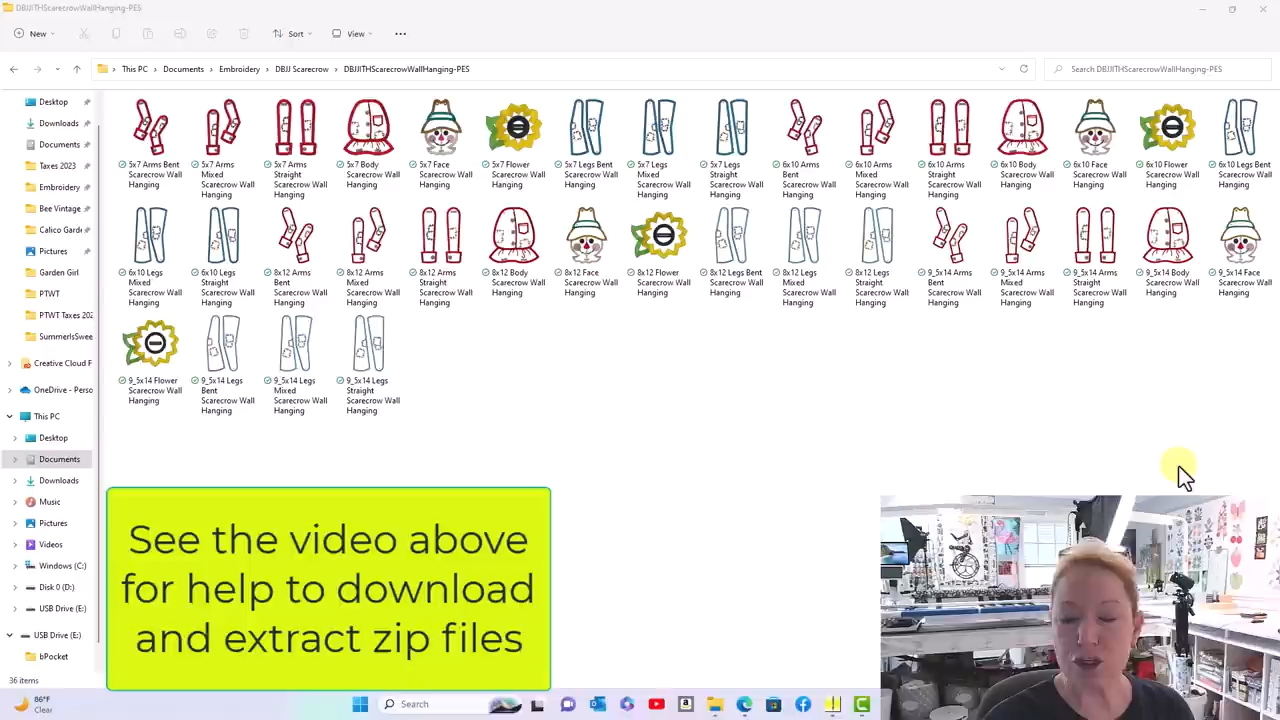 DBJJITHScarecrowWallHanging-PES
New
Sort
View
This PC > Documents > Embroidery > DBJJ Scarecrow > DBJJITHScarecrowWallHanging-PES
Search DBJJITHScarecrowWallHanging-PES
Desktop
Downloads
Documents
Taxes 2023
Embroidery
Bee Vintage
Calico Garde
Pictures
Garden Girl
PTWT
PTWT Taxes 202
SummerIsSwee
Creative Cloud F
OneDrive - Perso
This PC
Desktop
Documents
Downloads
Music
Pictures
Videos
Windows (C:)
Disk 0 (D:)
USB Drive (E:)
USB Drive (E:)
bPocket
5x7 Arms Bent
Scarecrow Wall
Hanging
5x7 Arms
Mixed
Scarecrow Wall
Hanging
5x7 Arms
Straight
Scarecrow Wall
Hanging
5x7 Body
Scarecrow Wall
Hanging
5x7 Face
Scarecrow Wall
Hanging
5x7 Flower
Scarecrow Wall
Hanging
5x7 Legs Bent
Scarecrow Wall
Hanging
5x7 Legs
Mixed
Scarecrow Wall
Hanging
5x7 Legs
Straight
Scarecrow Wall
Hanging
6x10 Arms
Bent
Scarecrow Wall
Hanging
6x10 Arms
Mixed
Scarecrow Wall
Hanging
6x10 Arms
Straight
Scarecrow Wall
Hanging
6x10 Body
Scarecrow Wall
Hanging
6x10 Face
Scarecrow Wall
Hanging
6x10 Flower
Scarecrow Wall
Hanging
6x10 Legs Bent
Scarecrow Wall
Hanging
6x10 Legs
Mixed
Scarecrow Wall
Hanging
6x10 Legs
Straight
Scarecrow Wall
Hanging
8x12 Arms
Bent
Scarecrow Wall
Hanging
8x12 Arms
Mixed
Scarecrow Wall
Hanging
8x12 Arms
Straight
Scarecrow Wall
Hanging
8x12 Body
Scarecrow Wall
Hanging
8x12 Face
Scarecrow Wall
Hanging
8x12 Flower
Scarecrow Wall
Hanging
8x12 Legs Bent
Scarecrow Wall
Hanging
8x12 Legs
Mixed
Scarecrow Wall
Hanging
8x12 Legs
Straight
Scarecrow Wall
Hanging
9_5x14 Arms
Bent
Scarecrow Wall
Hanging
9_5x14 Arms
Mixed
Scarecrow Wall
Hanging
9_5x14 Arms
Straight
Scarecrow Wall
Hanging
9_5x14 Body
Scarecrow Wall
Hanging
9_5x14 Face
Scarecrow Wall
Hanging
9_5x14 Flower
Scarecrow Wall
Hanging
9_5x14 Legs
Bent
Scarecrow Wall
Hanging
9_5x14 Legs
Mixed
Scarecrow Wall
Hanging
9_5x14 Legs
Straight
Scarecrow Wall
Hanging
See the video above
for help to download
and extract zip files
36 items
86°F
Clear
Search